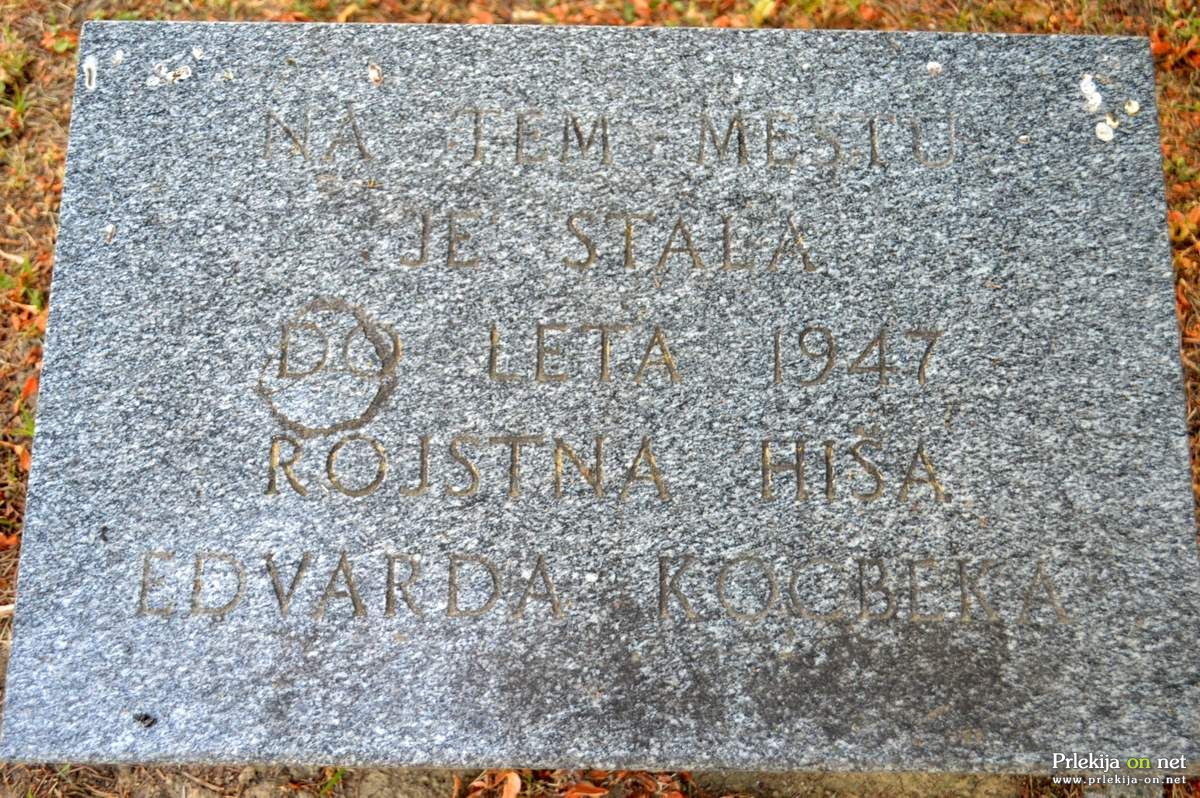 NA TEM MESTU
JE STALA
DO LETA 1947
ROJSTNA HIŠA
EDVARDA KOCBEKA
Prlekija on net
www.prlekija-on.net